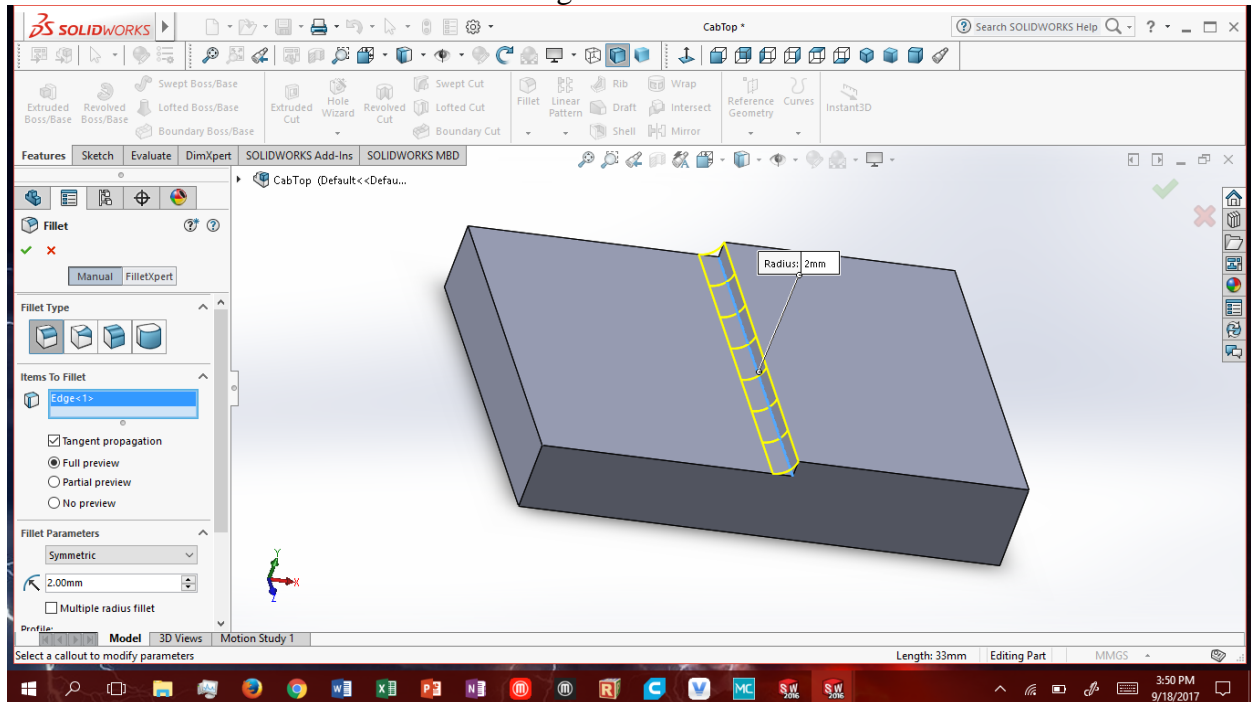 SOLIDWORKS
CabTop *
Search SOLIDWORKS Help
?
Extruded Boss/Base
Revolved Boss/Base
Swept Boss/Base
Lofted Boss/Base
Boundary Boss/Base
Extruded Cut
Hole Wizard
Revolved Cut
Swept Cut
Lofted Cut
Boundary Cut
Fillet
Linear Pattern
Rib
Draft
Shell
Wrap
Intersect
Mirror
Reference Geometry
Curves
Instant3D
Features Sketch Evaluate DimXpert SOLIDWORKS Add-Ins SOLIDWORKS MBD
CabTop (Default<<Defau...
Fillet
Manual FilletXpert
Fillet Type
Items To Fillet
Edge<1>
Tangent propagation
Full preview
Partial preview
No preview
Fillet Parameters
Symmetric
2.00mm
Multiple radius fillet
Profile:
Radius: 2mm
Y
X
Z
Model 3D Views Motion Study 1
Select a callout to modify parameters
Length: 33mm Editing Part MMGS
3:50 PM
9/18/2017